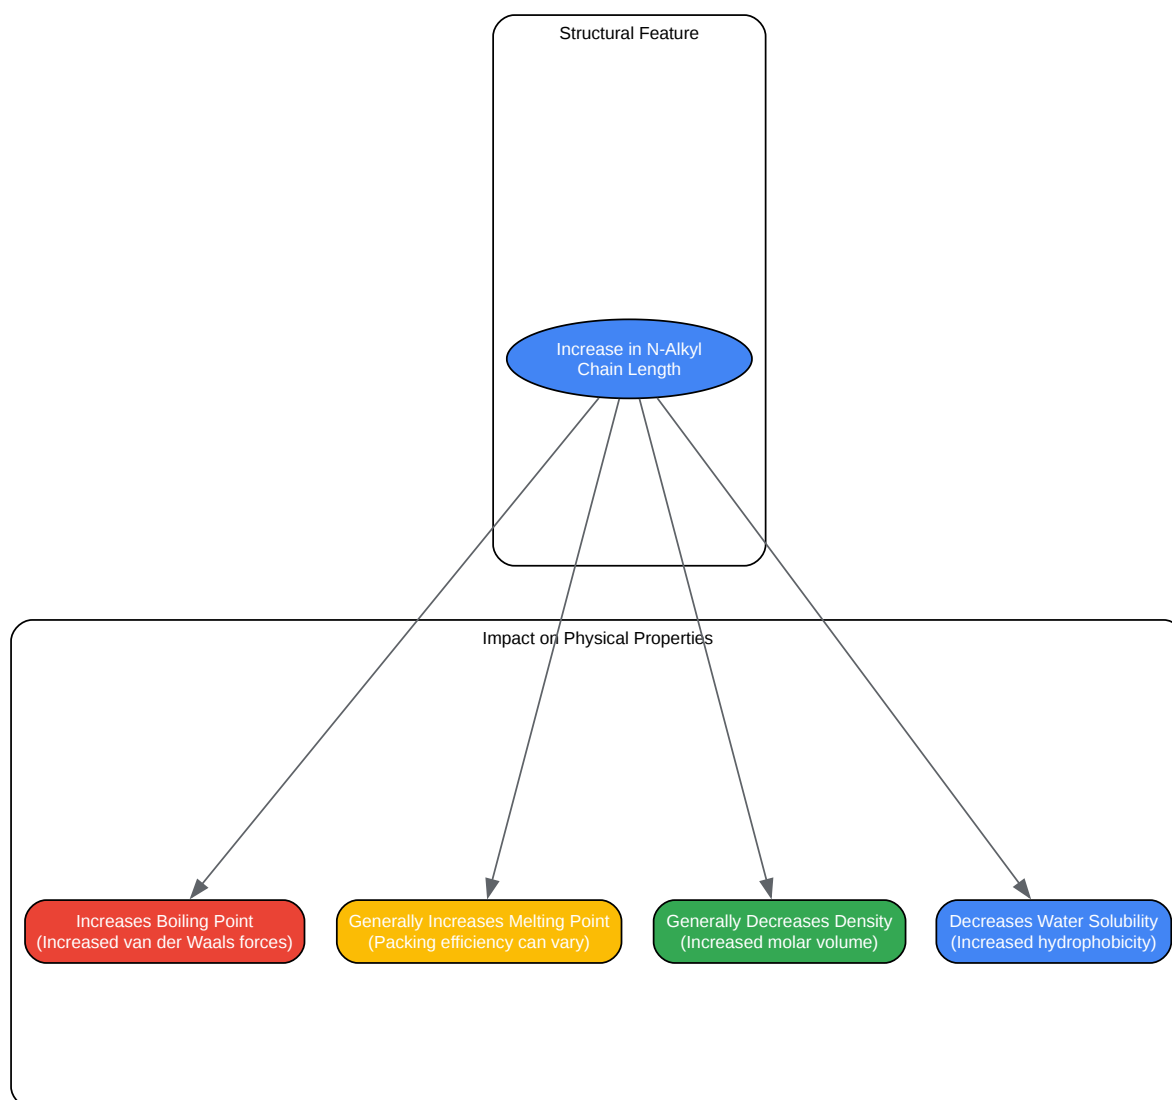 Structural Feature
Increase in N-Alkyl
Chain Length
Impact on Physical Properties
Increases Boiling Point
(Increased van der Waals forces)
Generally Increases Melting Point
(Packing efficiency can vary)
Generally Decreases Density
(Increased molar volume)
Decreases Water Solubility
(Increased hydrophobicity)